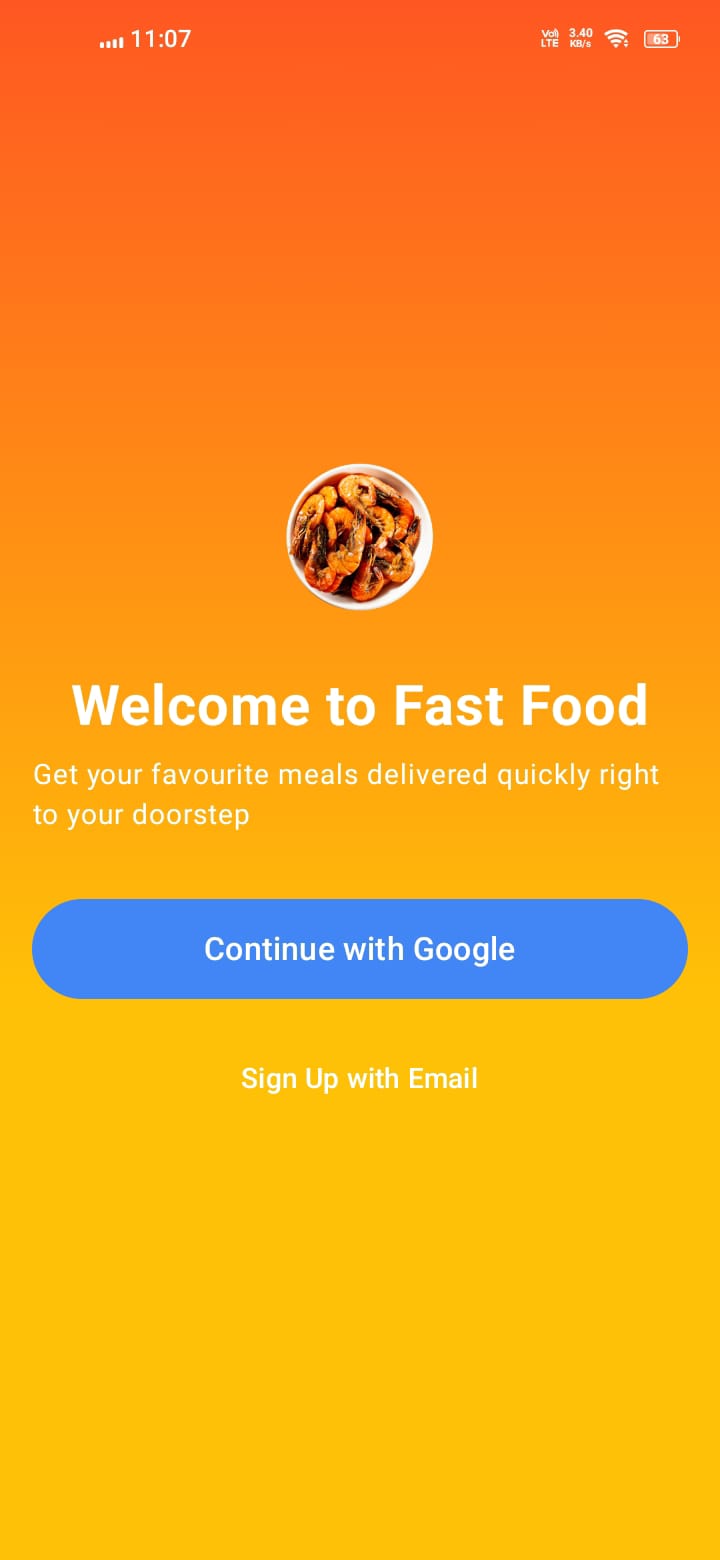 11:07 Vo)) LTE 3.40 KB/s 63
Welcome to Fast Food
Get your favourite meals delivered quickly right
to your doorstep
Continue with Google
Sign Up with Email